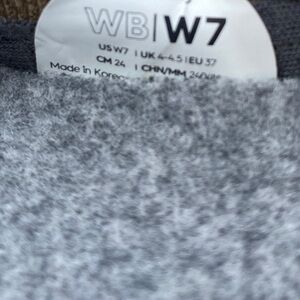 WB|W7
US W7 | UK 4-4.5 | EU 37
CM 24 | CHN/MM 240
Made in Korea